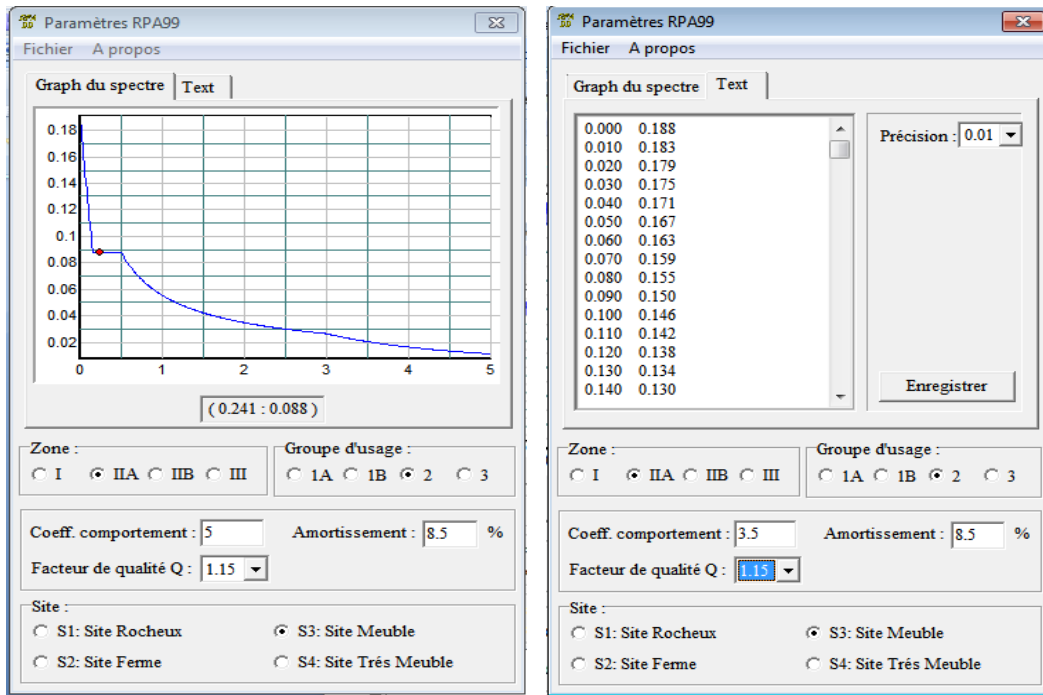 Paramètres RPA99
Fichier A propos
Graph du spectre Text
0.18
0.16
0.14
0.12
0.1
0.08
0.06
0.04
0.02
0 1 2 3 4 5
( 0.241 : 0.088 )
Zone :
I IIA IIB III
Groupe d'usage :
1A 1B 2 3
Coeff. comportement : 5 Amortissement : 8.5 %
Facteur de qualité Q : 1.15
Site :
S1: Site Rocheux S3: Site Meuble
S2: Site Ferme S4: Site Trés Meuble
Paramètres RPA99
Fichier A propos
Graph du spectre Text
0.000 0.188
0.010 0.183
0.020 0.179
0.030 0.175
0.040 0.171
0.050 0.167
0.060 0.163
0.070 0.159
0.080 0.155
0.090 0.150
0.100 0.146
0.110 0.142
0.120 0.138
0.130 0.134
0.140 0.130
Précision : 0.01
Enregistrer
Zone :
I IIA IIB III
Groupe d'usage :
1A 1B 2 3
Coeff. comportement : 3.5 Amortissement : 8.5 %
Facteur de qualité Q : 1.15
Site :
S1: Site Rocheux S3: Site Meuble
S2: Site Ferme S4: Site Trés Meuble